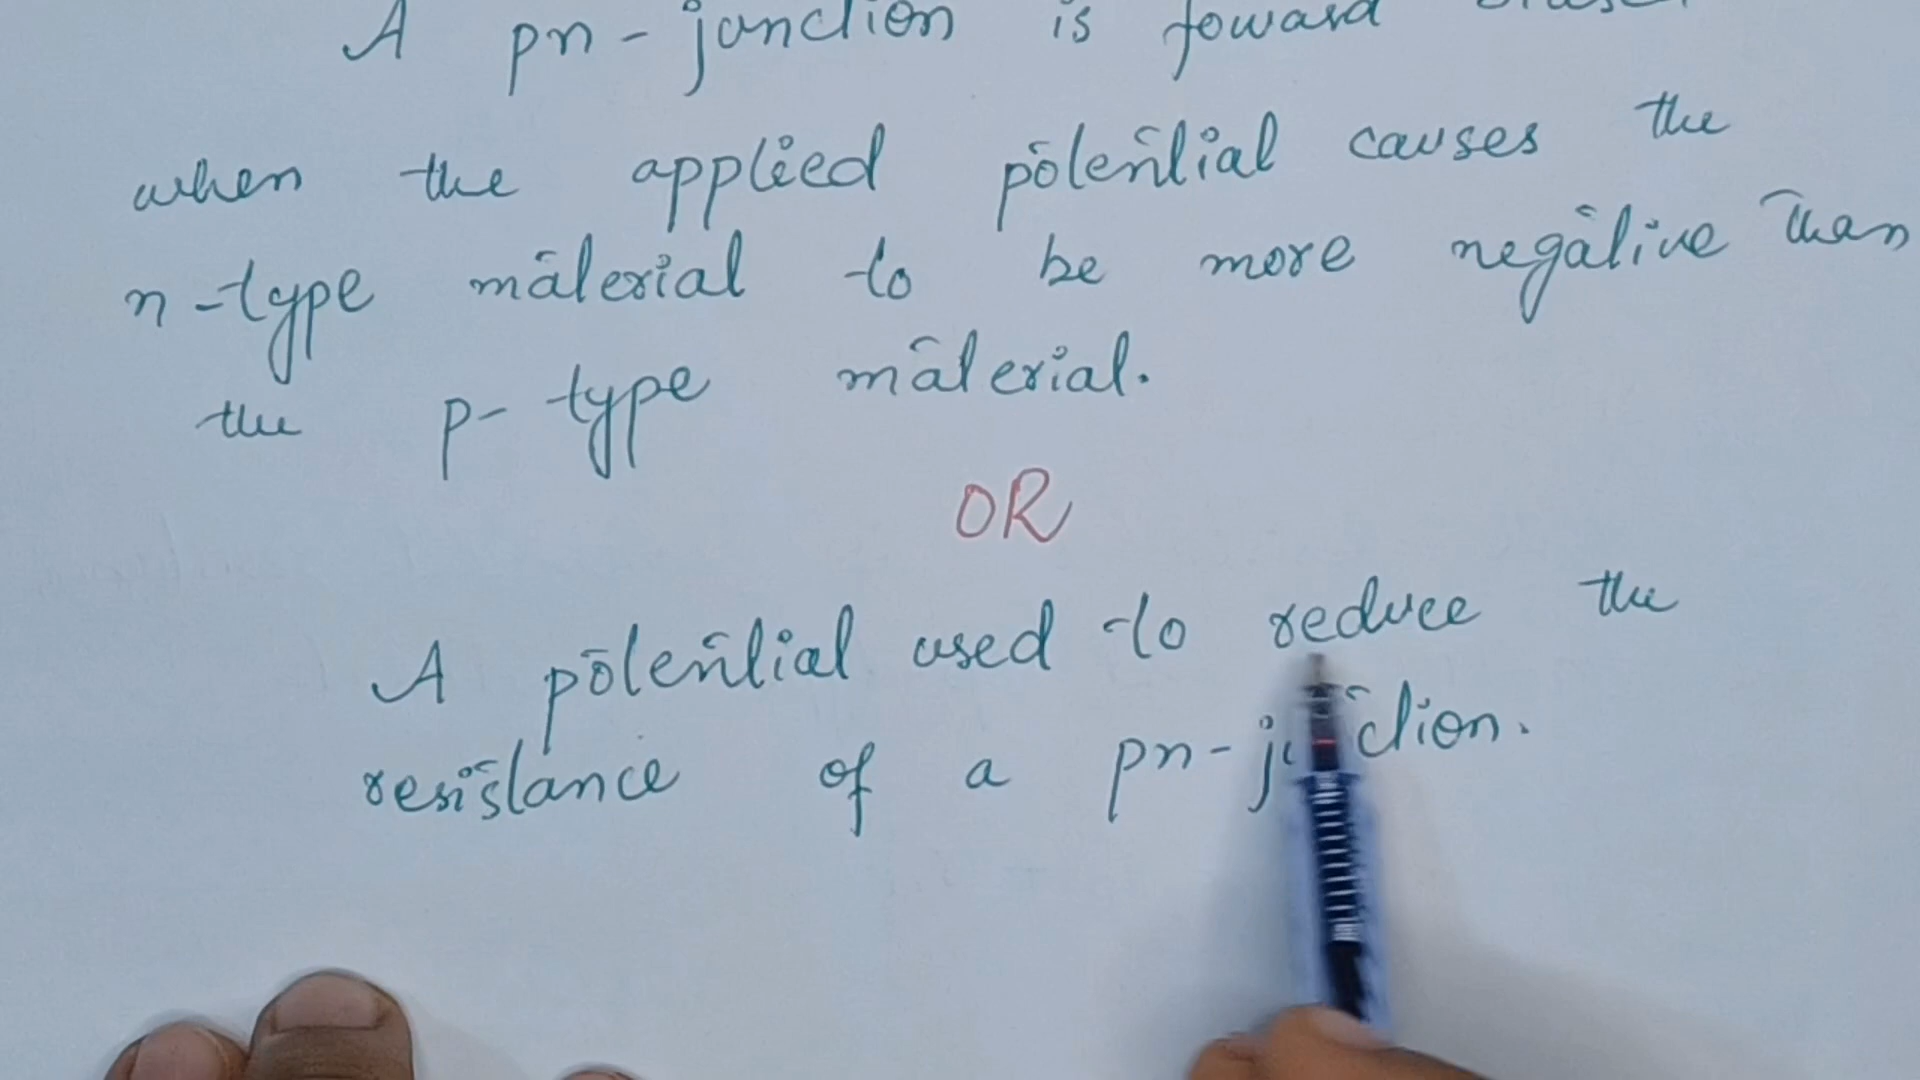 A pn-junction is foward
when the applied potential causes the
n-type material to be more negative than
the p-type material.
OR
A potential used to reduce the
resistance of a pn-junction.